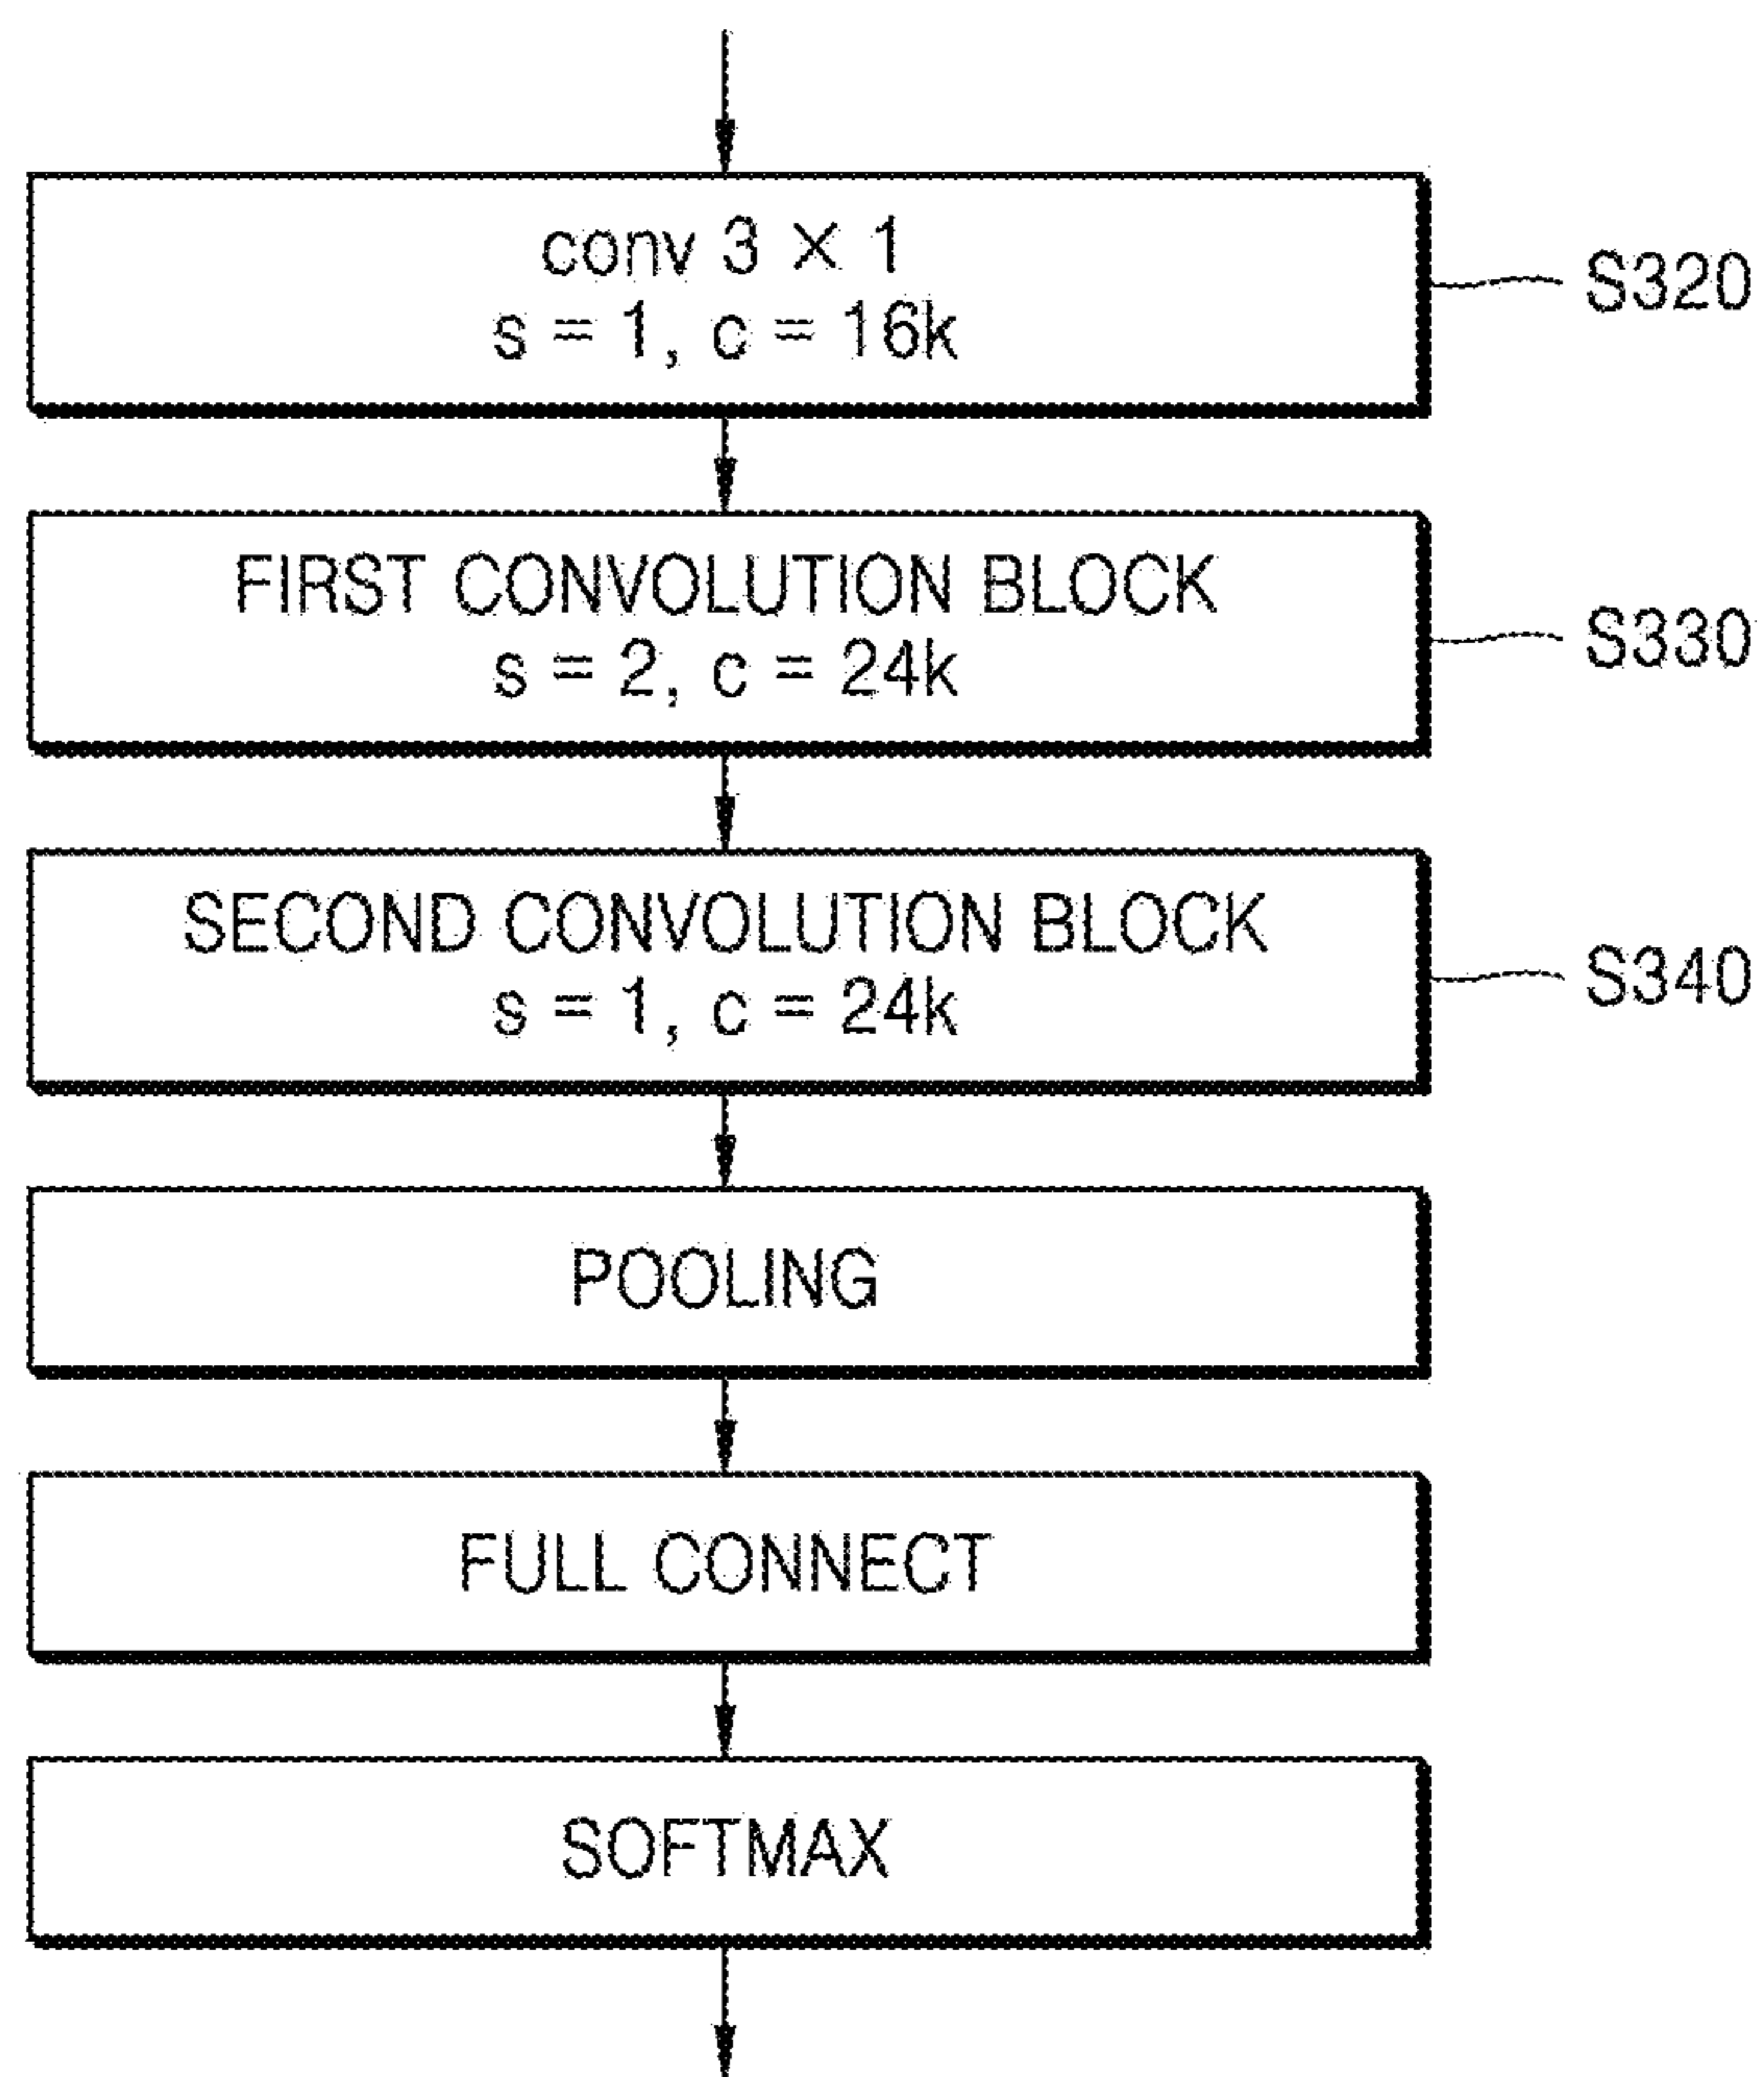 conv 3 × 1
s = 1, c = 16k
S320
FIRST CONVOLUTION BLOCK
s = 2, c = 24k
S330
SECOND CONVOLUTION BLOCK
s = 1, c = 24k
S340
POOLING
FULL CONNECT
SOFTMAX